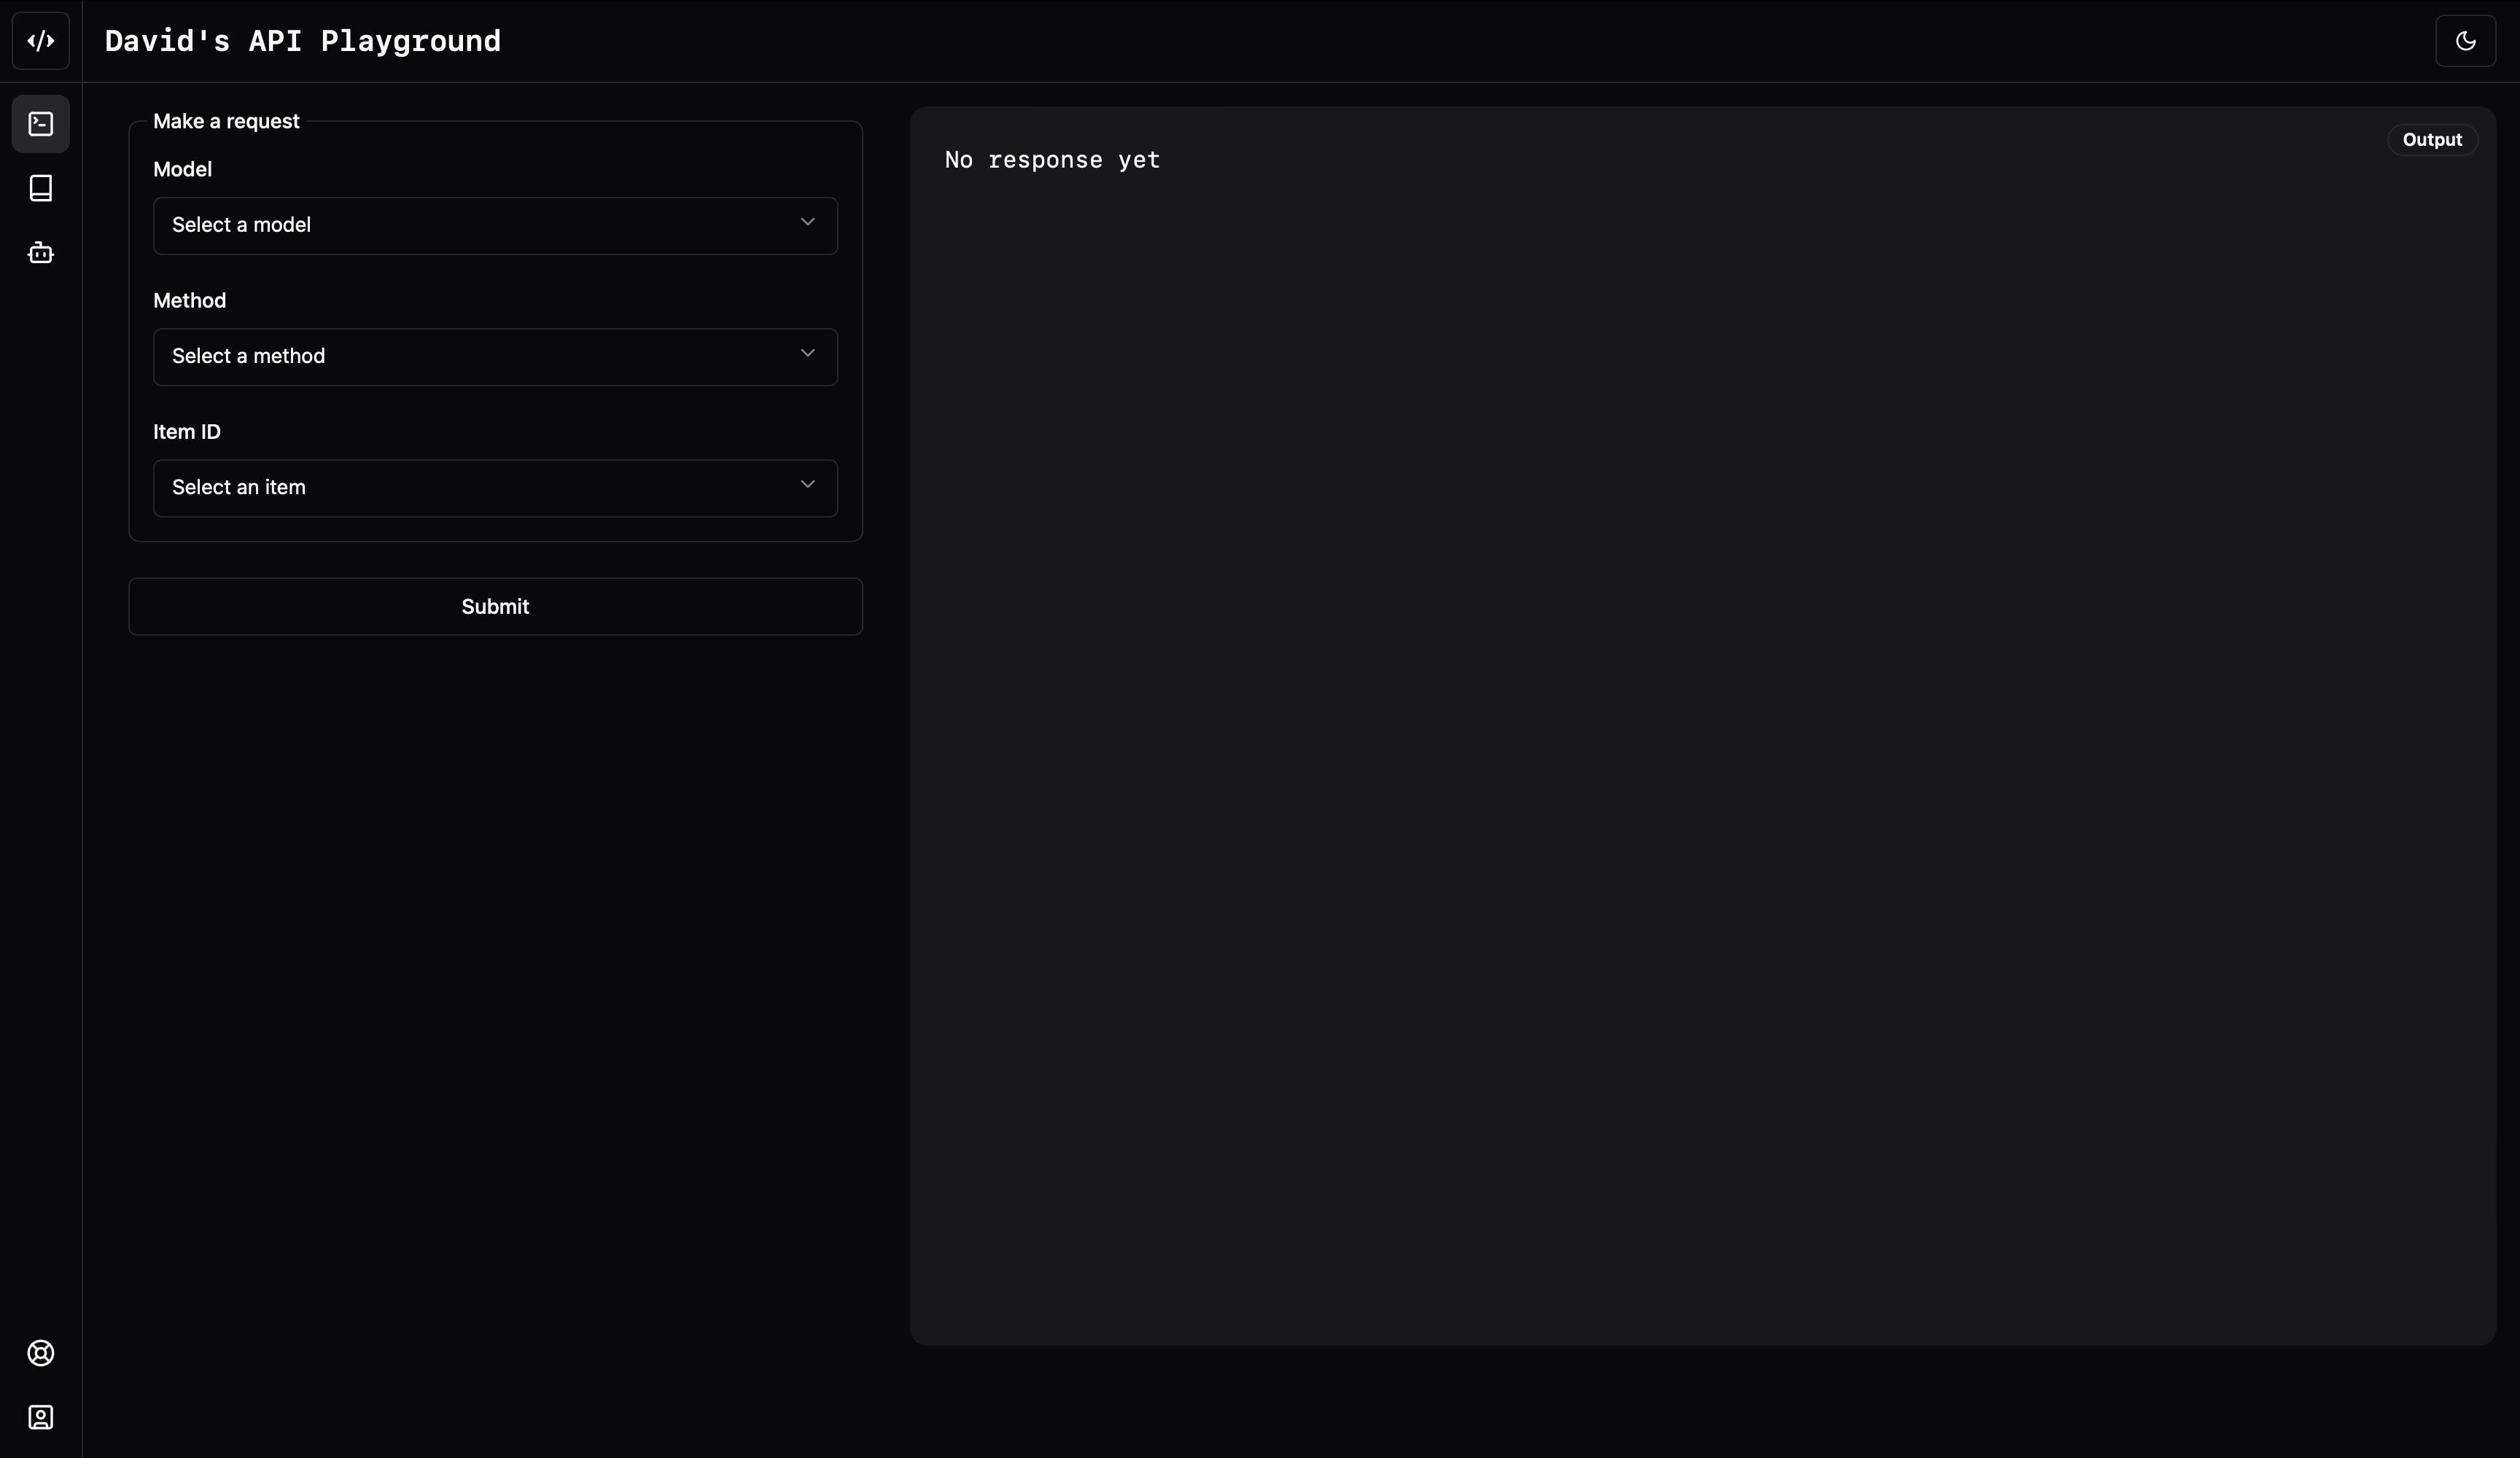 David's API Playground
Make a request
Model
Select a model
Method
Select a method
Item ID
Select an item
Submit
Output
No response yet